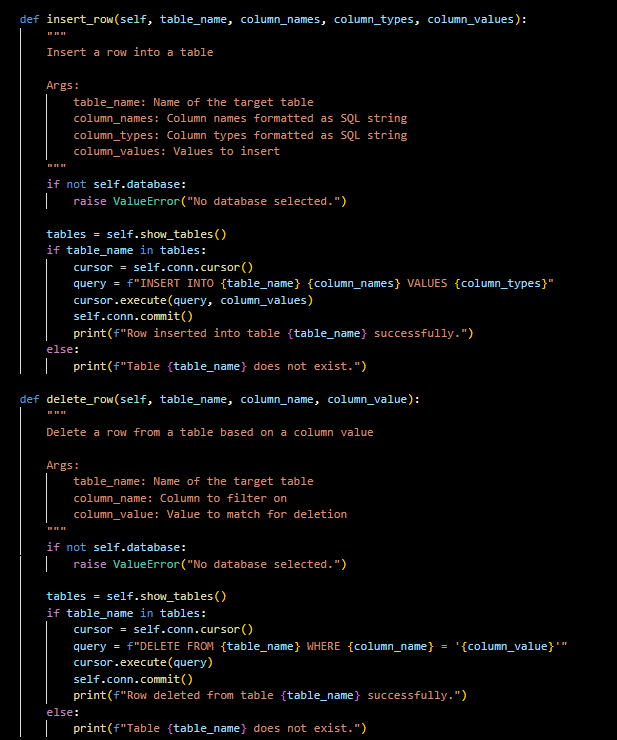 def insert_row(self, table_name, column_names, column_types, column_values):
    """
    Insert a row into a table

    Args:
        table_name: Name of the target table
        column_names: Column names formatted as SQL string
        column_types: Column types formatted as SQL string
        column_values: Values to insert
    """
    if not self.database:
        raise ValueError("No database selected.")

    tables = self.show_tables()
    if table_name in tables:
        cursor = self.conn.cursor()
        query = f"INSERT INTO {table_name} {column_names} VALUES {column_types}"
        cursor.execute(query, column_values)
        self.conn.commit()
        print(f"Row inserted into table {table_name} successfully.")
    else:
        print(f"Table {table_name} does not exist.")

def delete_row(self, table_name, column_name, column_value):
    """
    Delete a row from a table based on a column value

    Args:
        table_name: Name of the target table
        column_name: Column to filter on
        column_value: Value to match for deletion
    """
    if not self.database:
        raise ValueError("No database selected.")

    tables = self.show_tables()
    if table_name in tables:
        cursor = self.conn.cursor()
        query = f"DELETE FROM {table_name} WHERE {column_name} = '{column_value}'"
        cursor.execute(query)
        self.conn.commit()
        print(f"Row deleted from table {table_name} successfully.")
    else:
        print(f"Table {table_name} does not exist.")